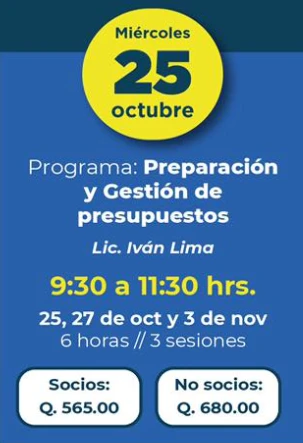 Miércoles
25
octubre
Programa: Preparación
y Gestión de
presupuestos
Lic. Iván Lima
9:30 a 11:30 hrs.
25, 27 de oct y 3 de nov
6 horas // 3 sesiones
Socios:
Q. 565.00
No socios:
Q. 680.00